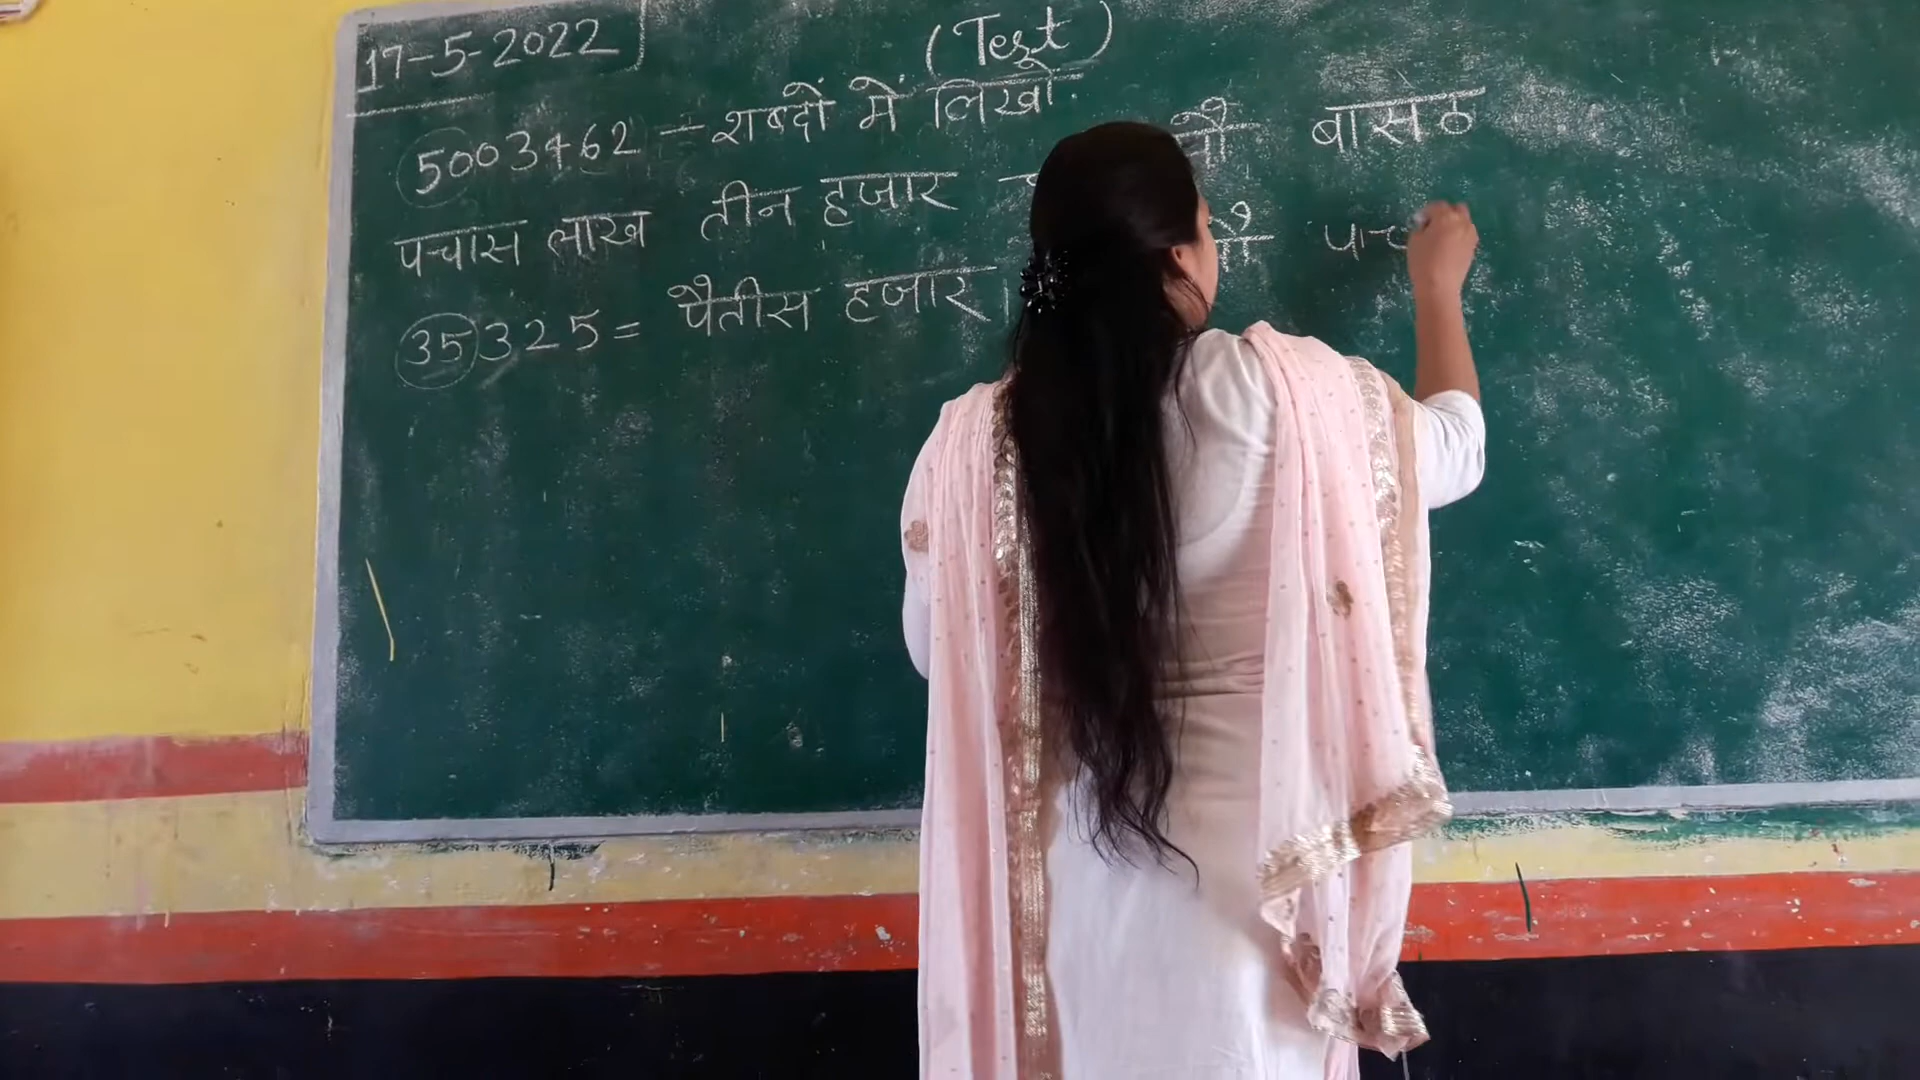 17-5-2022
(Test)
5003462 – शब्दों में लिखो.
पचास लाख तीन हजार सौ बासठ
35325 = पैतीस हजार सौ